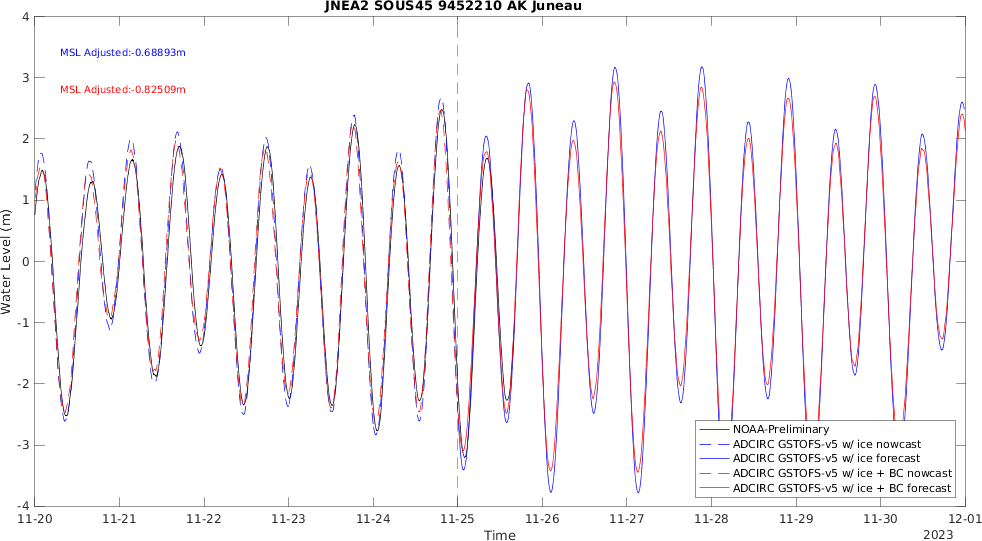 JNEA2 SOUS45 9452210 AK Juneau
MSL Adjusted:-0.68893m
MSL Adjusted:-0.82509m
4
3
2
1
0
-1
-2
-3
-4
Water Level (m)
NOAA-Preliminary
ADCIRC GSTOFS-v5 w/ ice nowcast
ADCIRC GSTOFS-v5 w/ ice forecast
ADCIRC GSTOFS-v5 w/ ice + BC nowcast
ADCIRC GSTOFS-v5 w/ ice + BC forecast
11-20 11-21 11-22 11-23 11-24 11-25 11-26 11-27 11-28 11-29 11-30 12-01
Time
2023